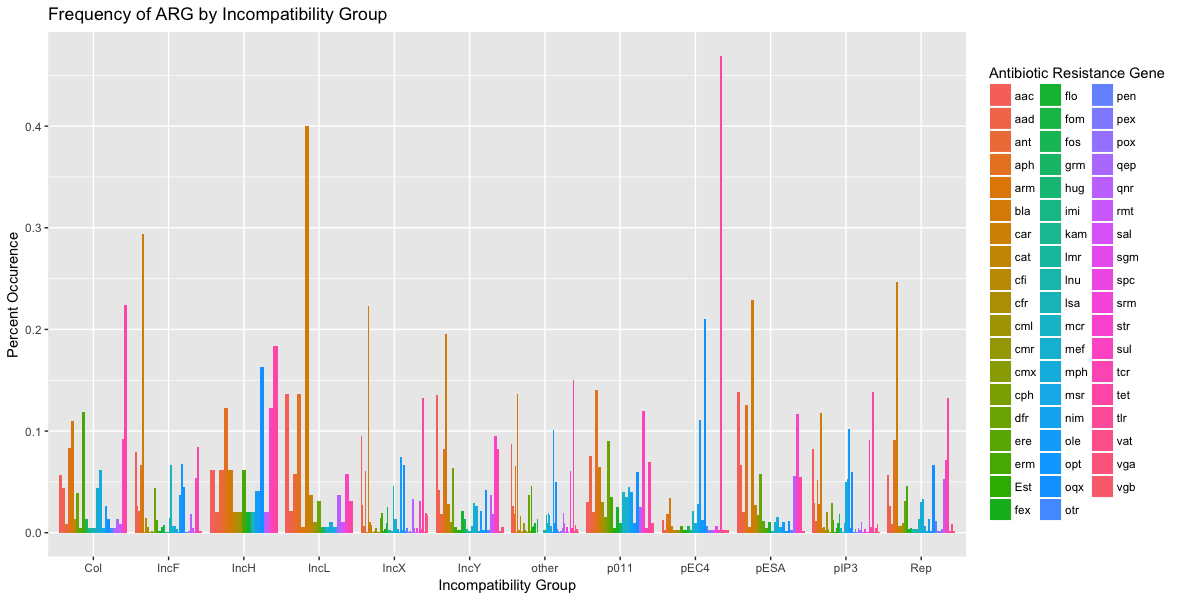 Frequency of ARG by Incompatibility Group
Percent Occurence
0.4
0.3
0.2
0.1
0.0
Col IncF IncH IncL IncX IncY other p011 pEC4 pESA pIP3 Rep
Incompatibility Group
Antibiotic Resistance Gene
aac flo pen
aad fom pex
ant fos pox
aph grm qep
arm hug qnr
bla imi rmt
car kam sal
cat lmr sgm
cfi lnu spc
cfr lsa srm
cml mcr str
cmr mef sul
cmx mph tcr
cph msr tet
dfr nim tlr
ere ole vat
erm opt vga
Est oqx vgb
fex otr